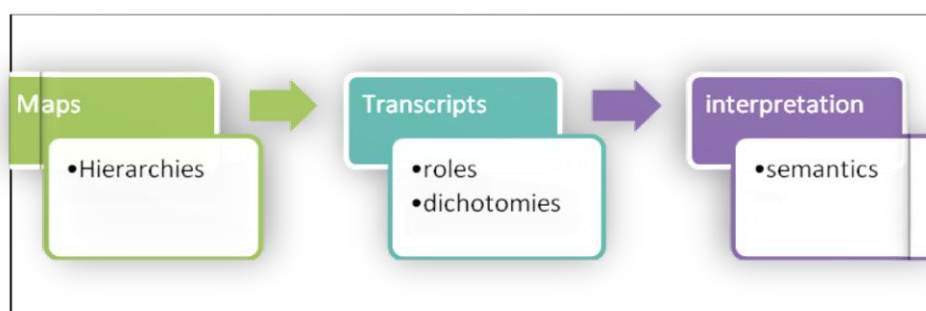 Maps
•Hierarchies
Transcripts
•roles
•dichotomies
interpretation
•semantics